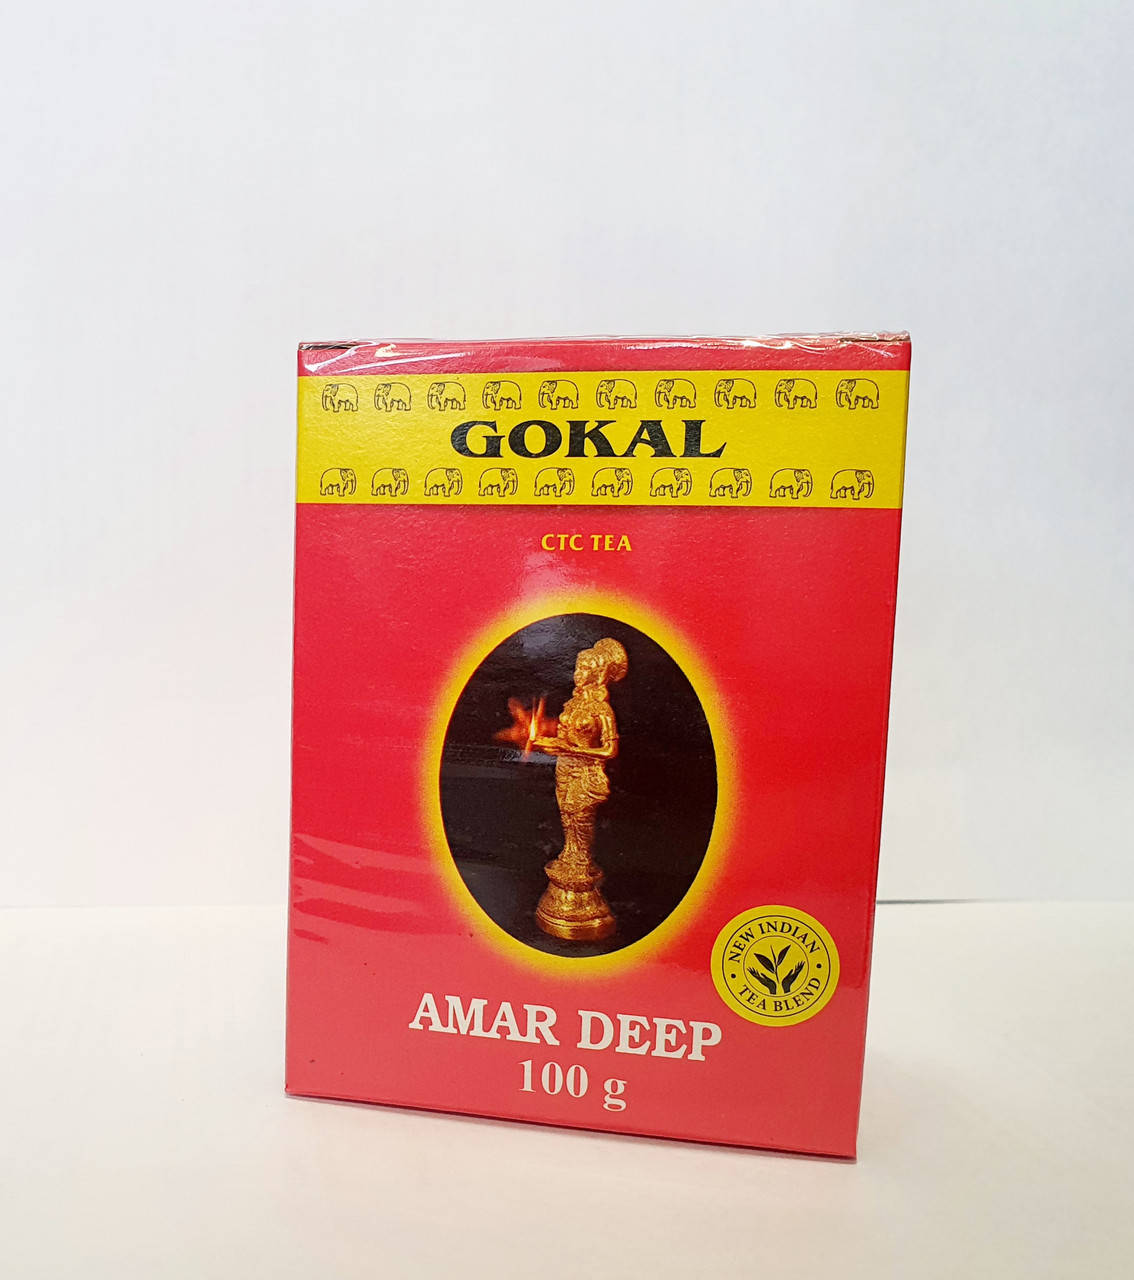 GOKAL
CTC TEA
NEW INDIAN
TEA BLEND
AMAR DEEP
100 g